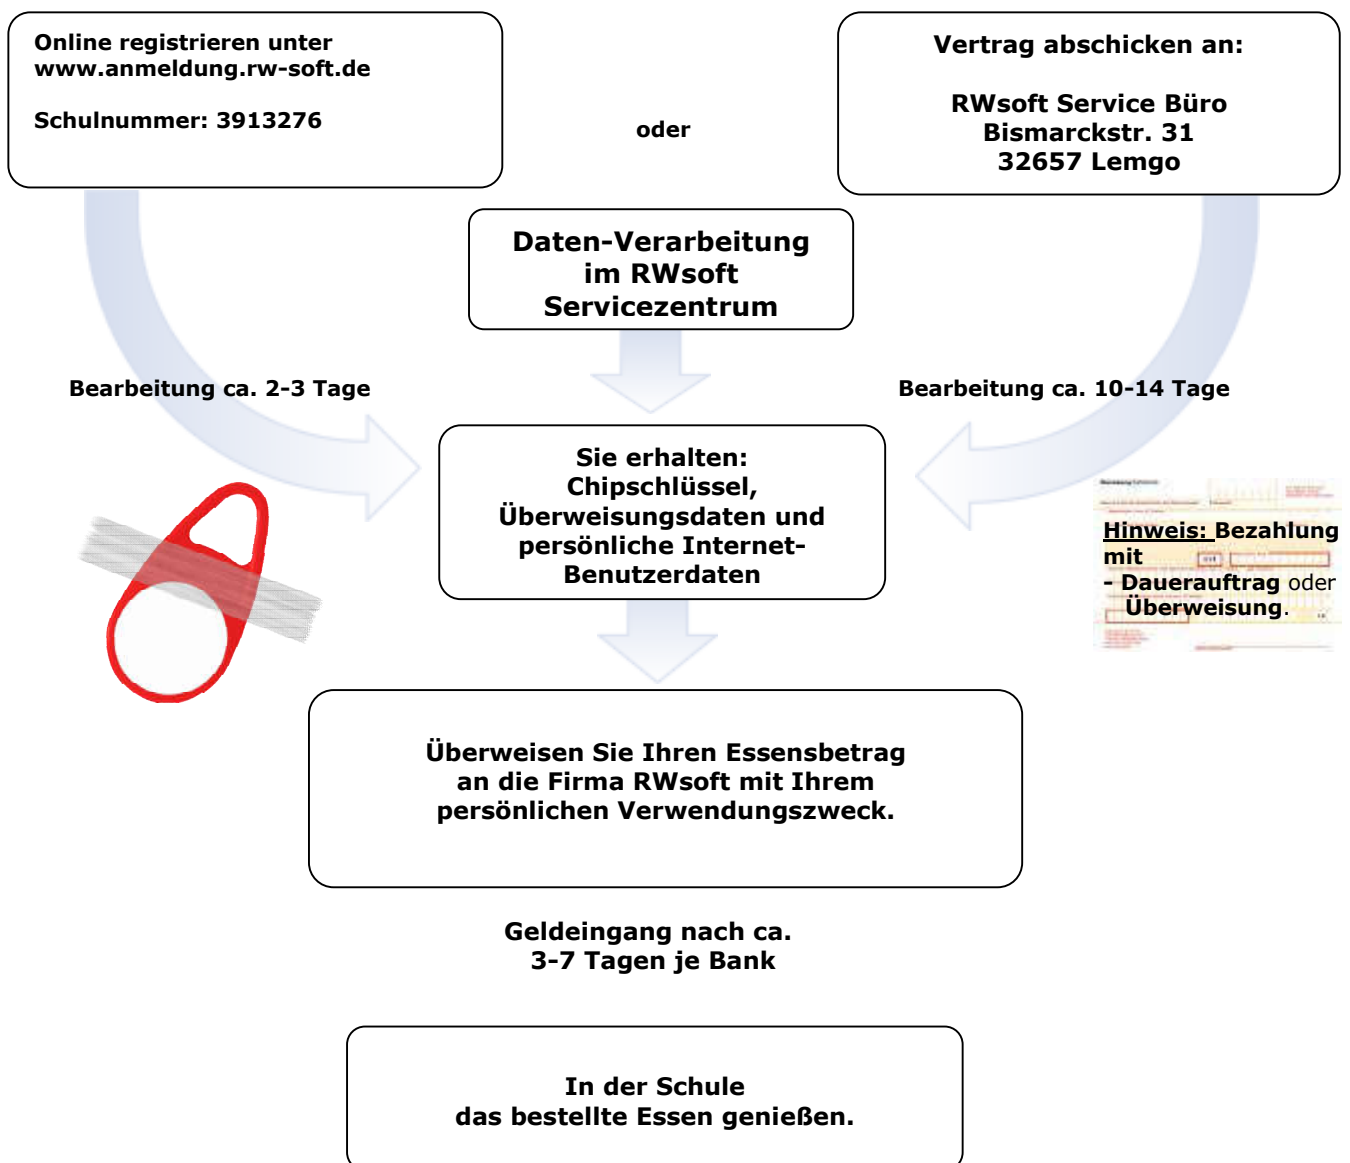 Online registrieren unter
www.anmeldung.rw-soft.de
Schulnummer: 3913276
oder
Vertrag abschicken an:
RWsoft Service Büro
Bismarckstr. 31
32657 Lemgo
Daten-Verarbeitung
im RWsoft
Servicezentrum
Bearbeitung ca. 2-3 Tage
Bearbeitung ca. 10-14 Tage
Sie erhalten:
Chipschlüssel,
Überweisungsdaten und
persönliche Internet-
Benutzerdaten
Hinweis: Bezahlung
mit
- Dauerauftrag oder
Überweisung.
Überweisen Sie Ihren Essensbetrag
an die Firma RWsoft mit Ihrem
persönlichen Verwendungszweck.
Geldeingang nach ca.
3-7 Tagen je Bank
In der Schule
das bestellte Essen genießen.